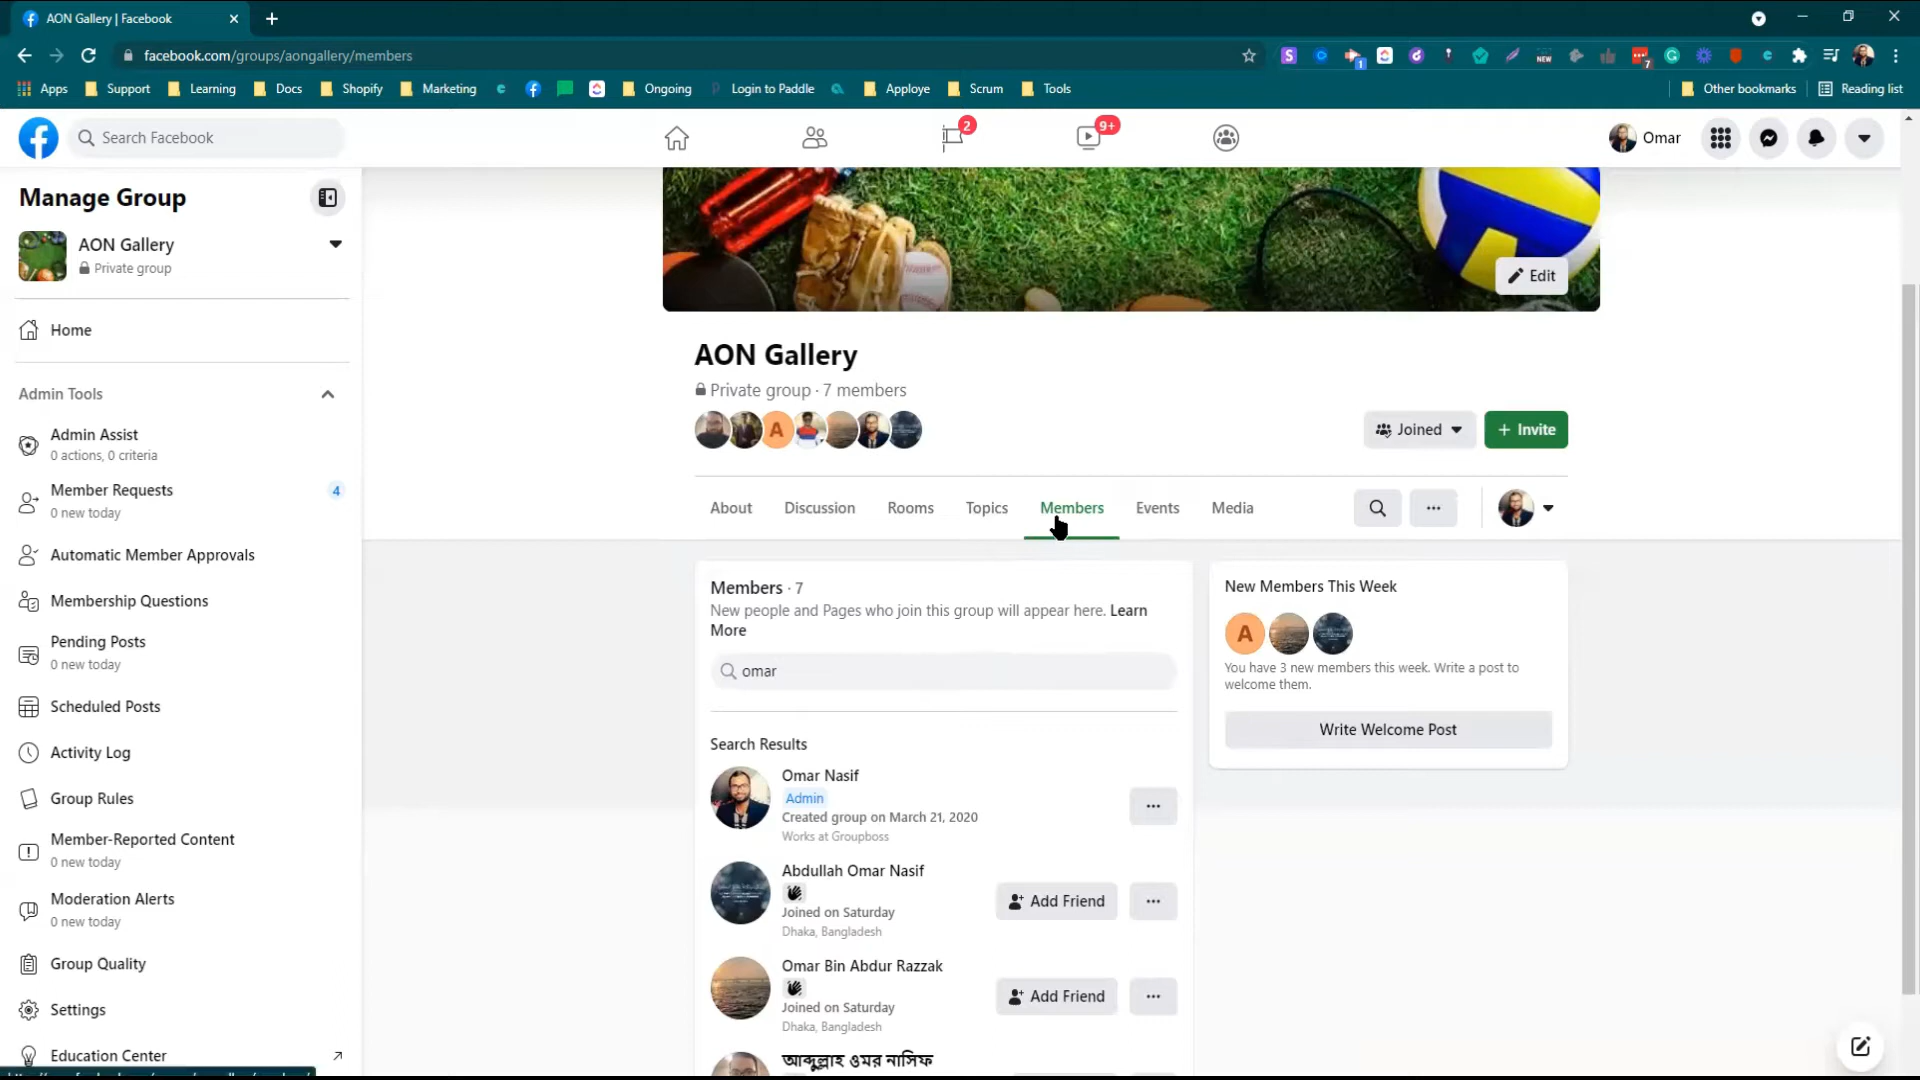 AON Gallery | Facebook
facebook.com/groups/aongallery/members
1
NEW
7
Apps
Support
Learning
Docs
Shopify
Marketing
Ongoing
Login to Paddle
Apploye
Scrum
Tools
Other bookmarks
Reading list
Search Facebook
2
9+
Omar
Manage Group
AON Gallery
Private group
Home
Admin Tools
Admin Assist
0 actions, 0 criteria
Member Requests
4
0 new today
Automatic Member Approvals
Membership Questions
Pending Posts
0 new today
Scheduled Posts
Activity Log
Group Rules
Member-Reported Content
0 new today
Moderation Alerts
0 new today
Group Quality
Settings
Education Center
Edit
AON Gallery
Private group · 7 members
A
Joined
+ Invite
About
Discussion
Rooms
Topics
Members
Events
Media
Members · 7
New people and Pages who join this group will appear here. Learn
More
omar
Search Results
Omar Nasif
Admin
Created group on March 21, 2020
Works at Groupboss
Abdullah Omar Nasif
Joined on Saturday
Dhaka, Bangladesh
Add Friend
Omar Bin Abdur Razzak
Joined on Saturday
Dhaka, Bangladesh
Add Friend
আব্দুল্লাহ ওমর নাসিফ
New Members This Week
A
You have 3 new members this week. Write a post to
welcome them.
Write Welcome Post